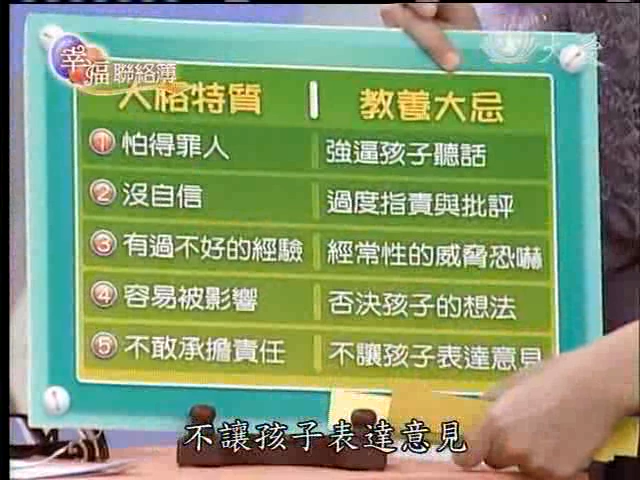 幸福聯絡簿
大愛
人格特質
教養大忌
1 怕得罪人
強逼孩子聽話
2 沒自信
過度指責與批評
3 有過不好的經驗
經常性的威脅恐嚇
4 容易被影響
否決孩子的想法
5 不敢承擔責任
不讓孩子表達意見
不讓孩子表達意見